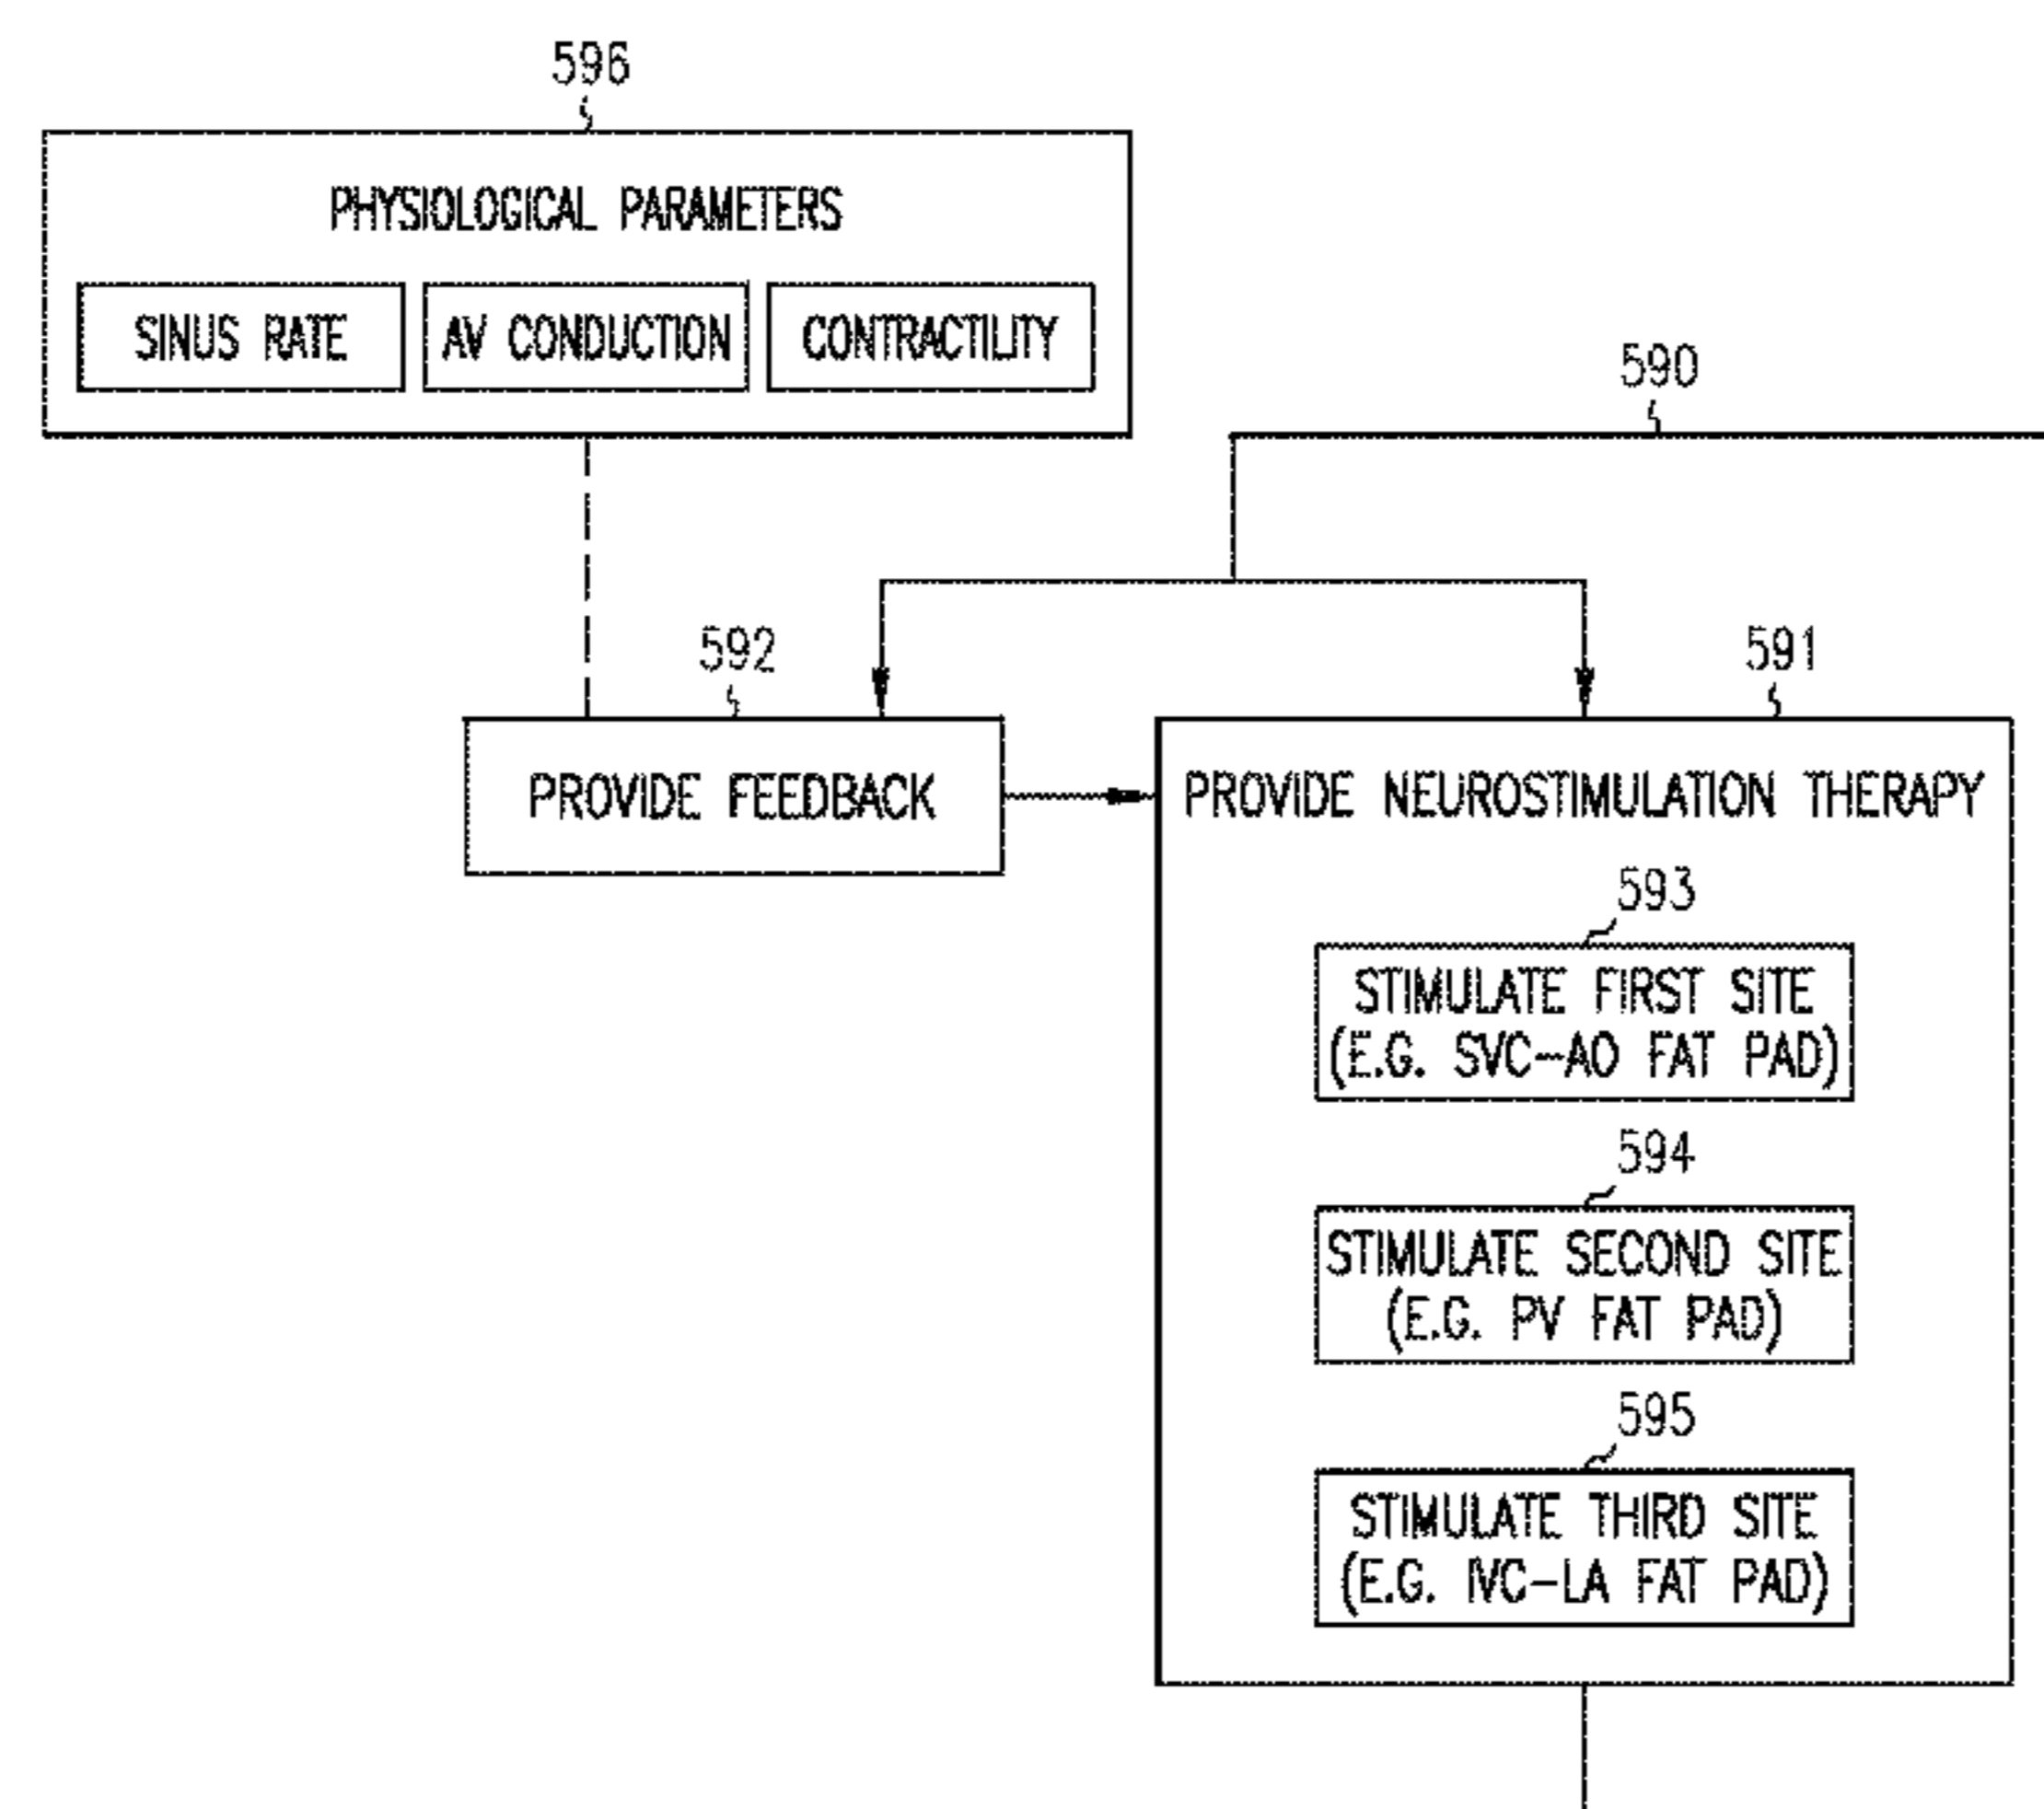 596
PHYSIOLOGICAL PARAMETERS
SINUS RATE
AV CONDUCTION
CONTRACTILITY
590
592
591
PROVIDE FEEDBACK
PROVIDE NEUROSTIMULATION THERAPY
593
STIMULATE FIRST SITE
(E.G. SVC-AO FAT PAD)
594
STIMULATE SECOND SITE
(E.G. PV FAT PAD)
595
STIMULATE THIRD SITE
(E.G. IVC-LA FAT PAD)